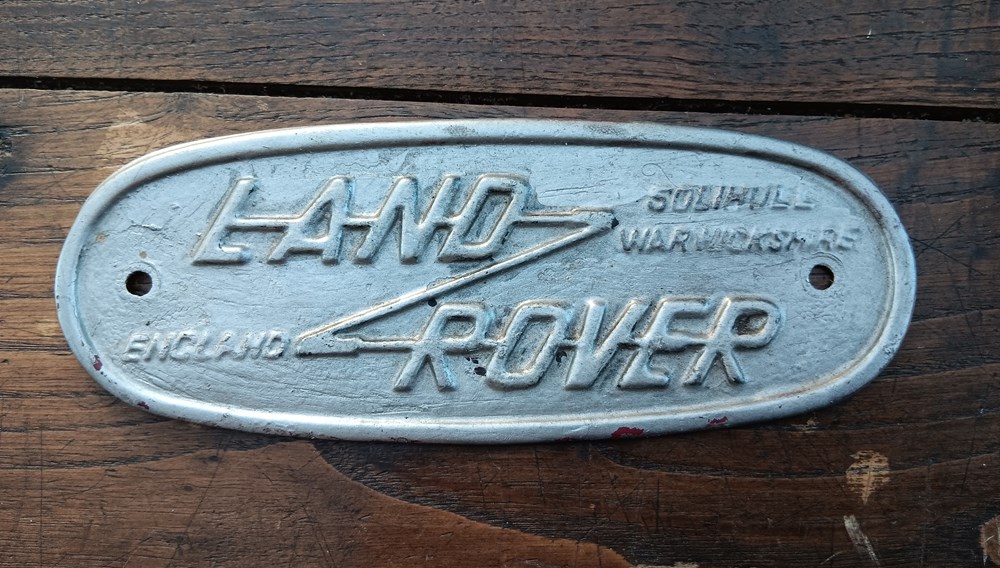 LAND
SOLIHULL
WARWICKSHIRE
ENGLAND
ROVER